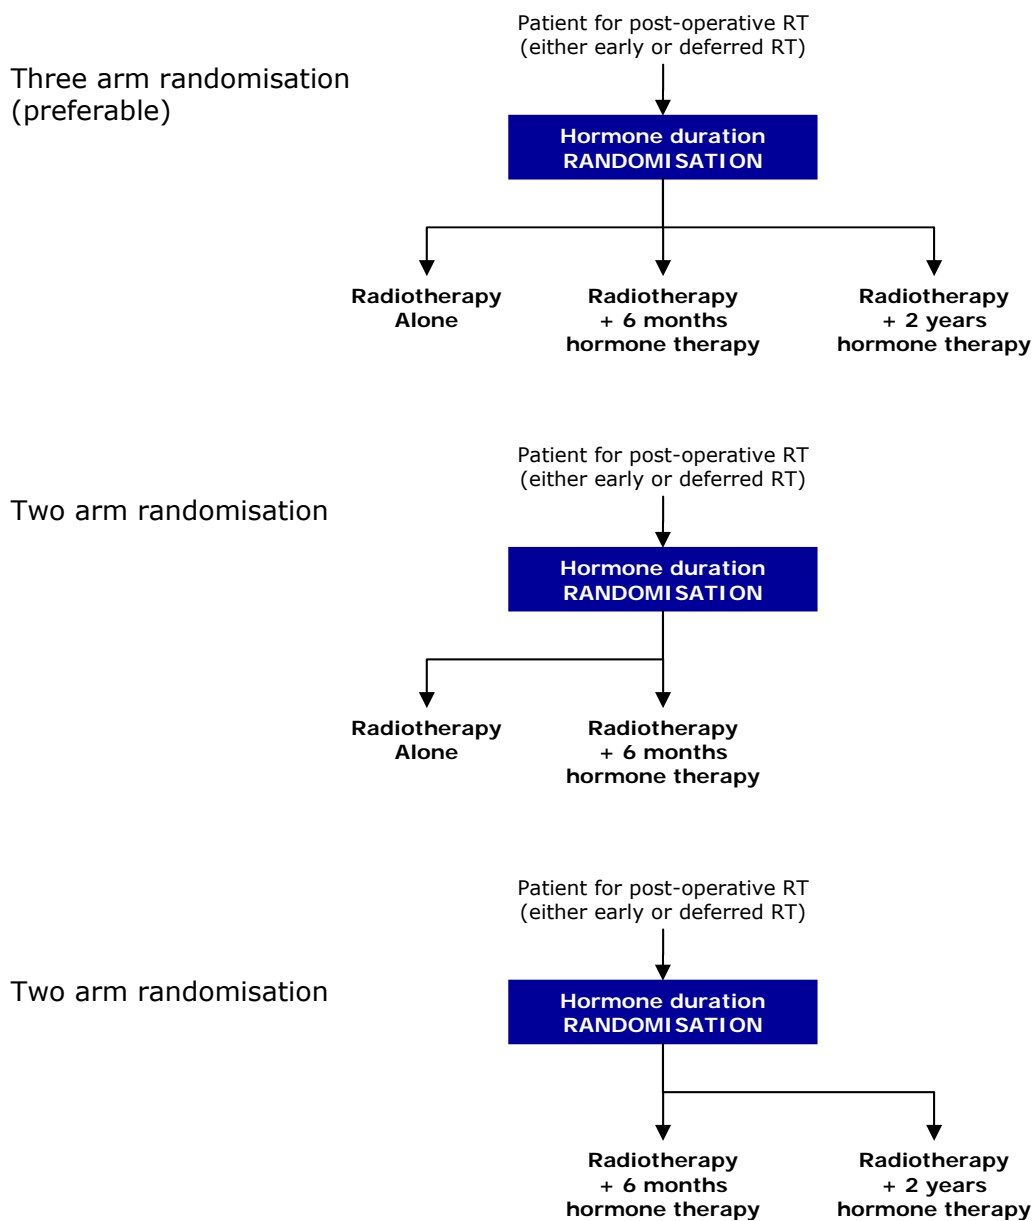 Patient for post-operative RT
(either early or deferred RT)
Three arm randomisation
(preferable)
Hormone duration
RANDOMISATION
Radiotherapy
Alone
Radiotherapy
+ 6 months
hormone therapy
Radiotherapy
+ 2 years
hormone therapy
Patient for post-operative RT
(either early or deferred RT)
Two arm randomisation
Hormone duration
RANDOMISATION
Radiotherapy
Alone
Radiotherapy
+ 6 months
hormone therapy
Patient for post-operative RT
(either early or deferred RT)
Two arm randomisation
Hormone duration
RANDOMISATION
Radiotherapy
+ 6 months
hormone therapy
Radiotherapy
+ 2 years
hormone therapy